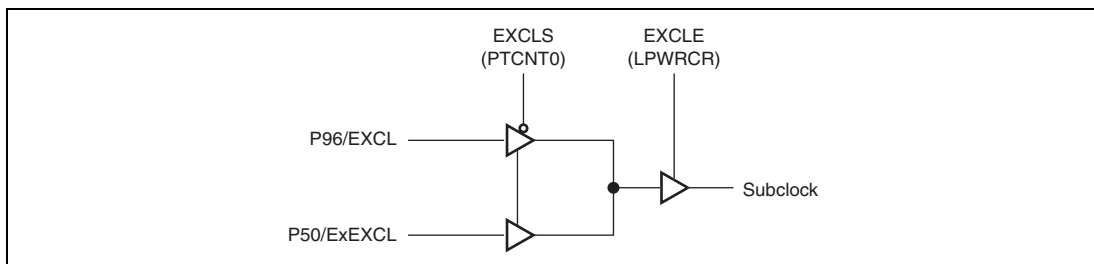 EXCLS
(PTCNT0)
EXCLE
(LPWRCR)
P96/EXCL
Subclock
P50/ExEXCL